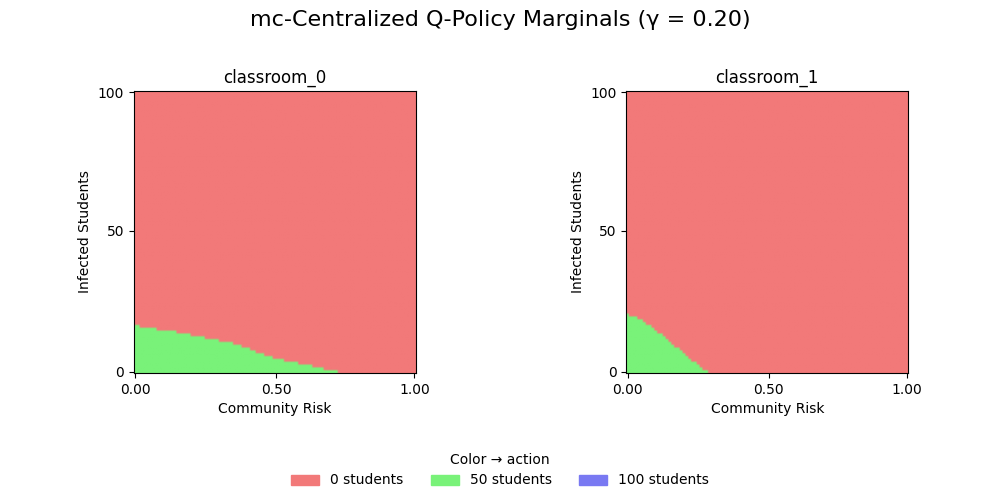 mc-Centralized Q-Policy Marginals (γ = 0.20)
classroom_0
classroom_1
100
50
0
Infected Students
0.00
0.50
1.00
Community Risk
100
50
0
Infected Students
0.00
0.50
1.00
Community Risk
Color → action
0 students
50 students
100 students